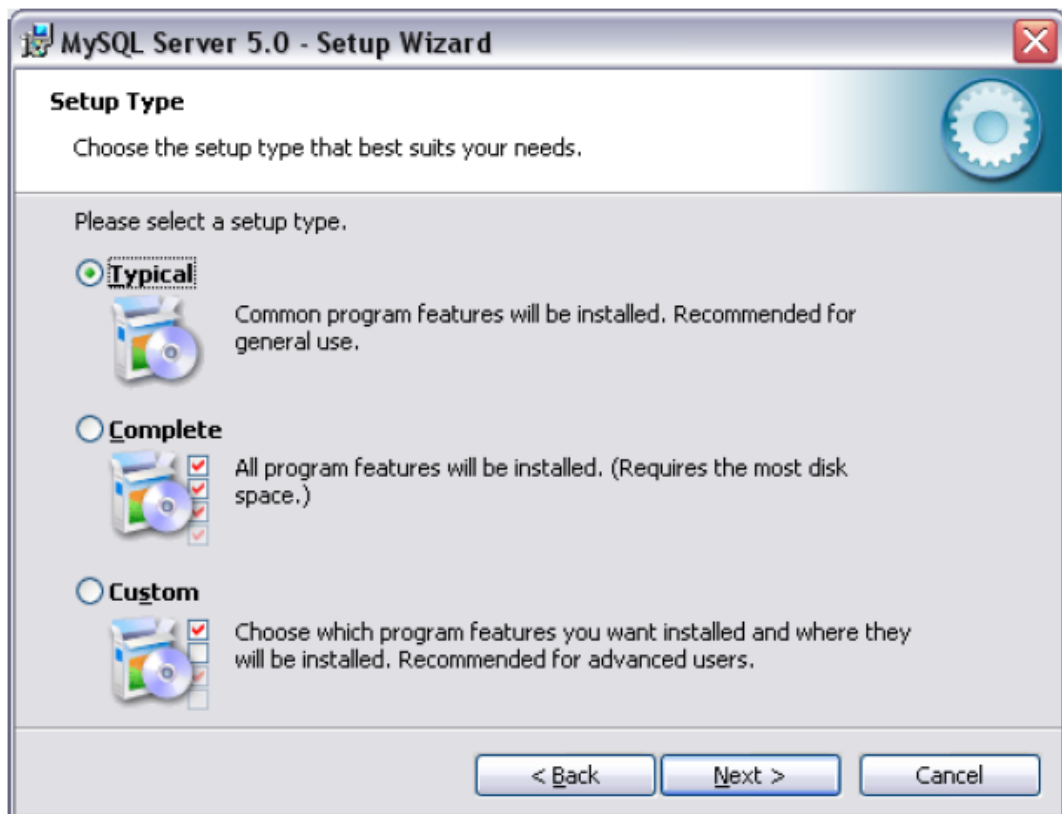 MySQL Server 5.0 - Setup Wizard
Setup Type
Choose the setup type that best suits your needs.
Please select a setup type.
Typical
Common program features will be installed. Recommended for
general use.
Complete
All program features will be installed. (Requires the most disk
space.)
Custom
Choose which program features you want installed and where they
will be installed. Recommended for advanced users.
< Back
Next >
Cancel